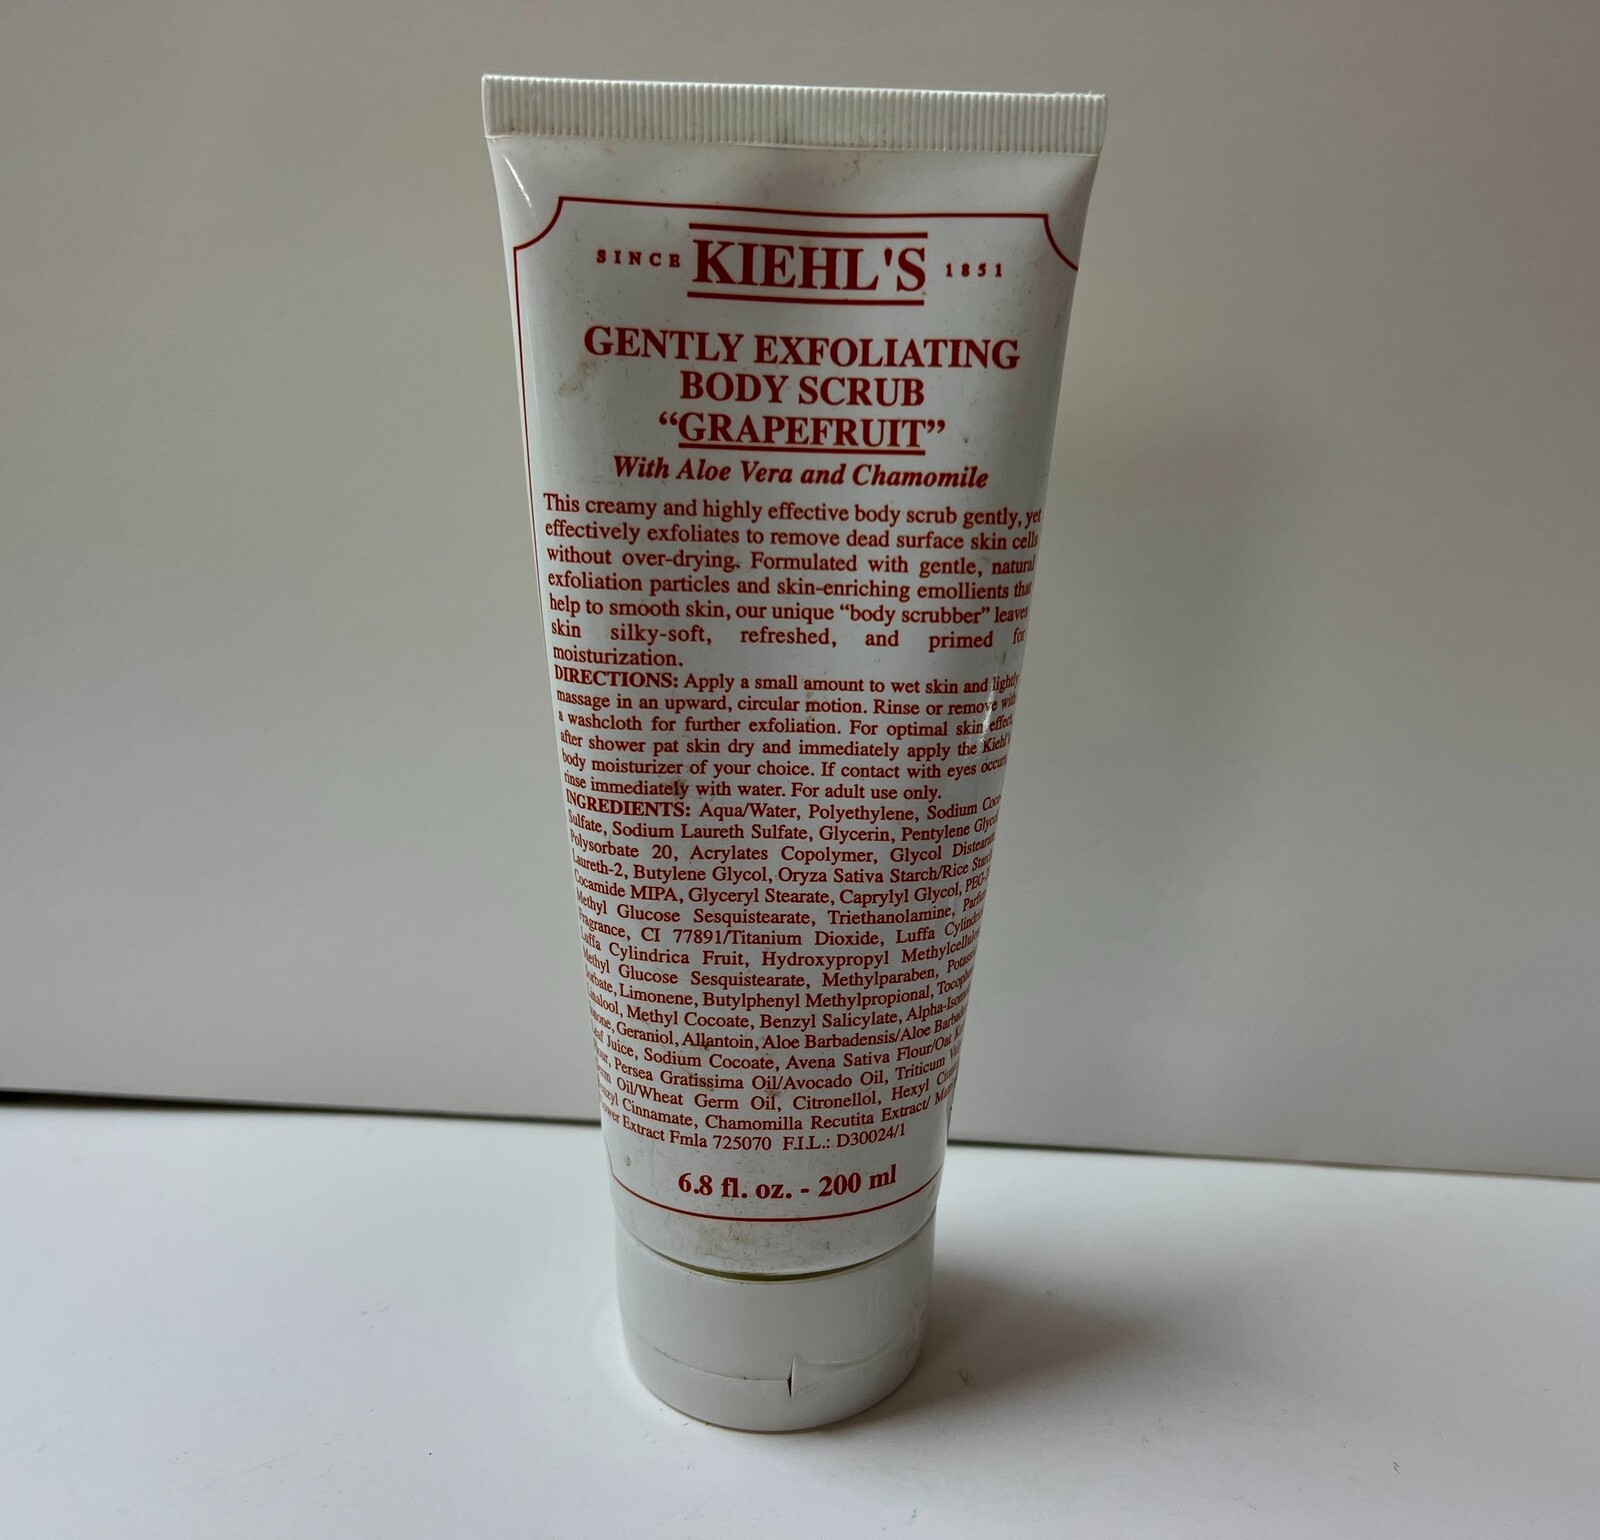 SINCE KIEHL'S 1851
GENTLY EXFOLIATING
BODY SCRUB
“GRAPEFRUIT”
With Aloe Vera and Chamomile
This creamy and highly effective body scrub gently, yet
effectively exfoliates to remove dead surface skin cells
without over-drying. Formulated with gentle, natural
exfoliation particles and skin-enriching emollients that
help to smooth skin, our unique “body scrubber” leaves
skin silky-soft, refreshed, and primed for
moisturization.
DIRECTIONS: Apply a small amount to wet skin and lightly
massage in an upward, circular motion. Rinse or remove with
a washcloth for further exfoliation. For optimal skin effect,
after shower pat skin dry and immediately apply the Kiehl's
body moisturizer of your choice. If contact with eyes occurs
rinse immediately with water. For adult use only.
INGREDIENTS: Aqua/Water, Polyethylene, Sodium Coco-
Sulfate, Sodium Laureth Sulfate, Glycerin, Pentylene Glycol
Polysorbate 20, Acrylates Copolymer, Glycol
Laureth-2, Butylene Glycol, Oryza Sativa Starch/Rice Starch
Cocamide MIPA, Glyceryl Stearate, Caprylyl Glycol,
Methyl Glucose Sesquistearate, Triethanolamine,
Fragrance, CI 77891/Titanium Dioxide, Luffa
Luffa Cylindrica Fruit, Hydroxypropyl
Methyl Glucose Sesquistearate, Methylparaben,
Limonene, Butylphenyl Methylpropional,
Linalool, Methyl Cocoate, Benzyl Salicylate,
Geraniol, Allantoin, Aloe Barbadensis/Aloe
Leaf Juice, Sodium Cocoate, Avena Sativa Flour/Oat
Persea Gratissima Oil/Avocado Oil, Triticum
Oil/Wheat Germ Oil, Citronellol, Hexyl
Cinnamate, Chamomilla Recutita Extract/
Extract Fmla 725070 F.I.L.: D30024/1
6.8 fl. oz. - 200 ml